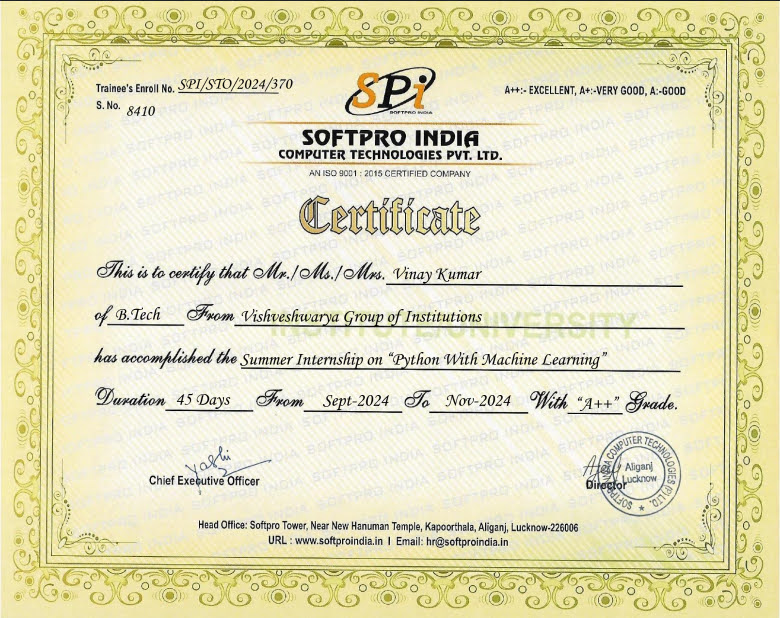 Trainee's Enroll No. SPI/STO/2024/370
S. No. 8410
A++:- EXCELLENT, A+:-VERY GOOD, A:-GOOD
SPi
SOFTPRO INDIA
SOFTPRO INDIA
COMPUTER TECHNOLOGIES PVT. LTD.
AN ISO 9001 : 2015 CERTIFIED COMPANY
Certificate
This is to certify that Mr./Ms./Mrs. Vinay Kumar
of B.Tech From Vishveshwarya Group of Institutions
INSTITUTE/UNIVERSITY
has accomplished the Summer Internship on “Python With Machine Learning”
Duration 45 Days From Sept-2024 To Nov-2024 With “A++” Grade.
Yashi
Chief Executive Officer
Director
SOFTPRO INDIA COMPUTER TECHNOLOGIES (P) LTD.
Aliganj
Lucknow
Head Office: Softpro Tower, Near New Hanuman Temple, Kapoorthala, Aliganj, Lucknow-226006
URL : www.softproindia.in I Email: hr@softproindia.in